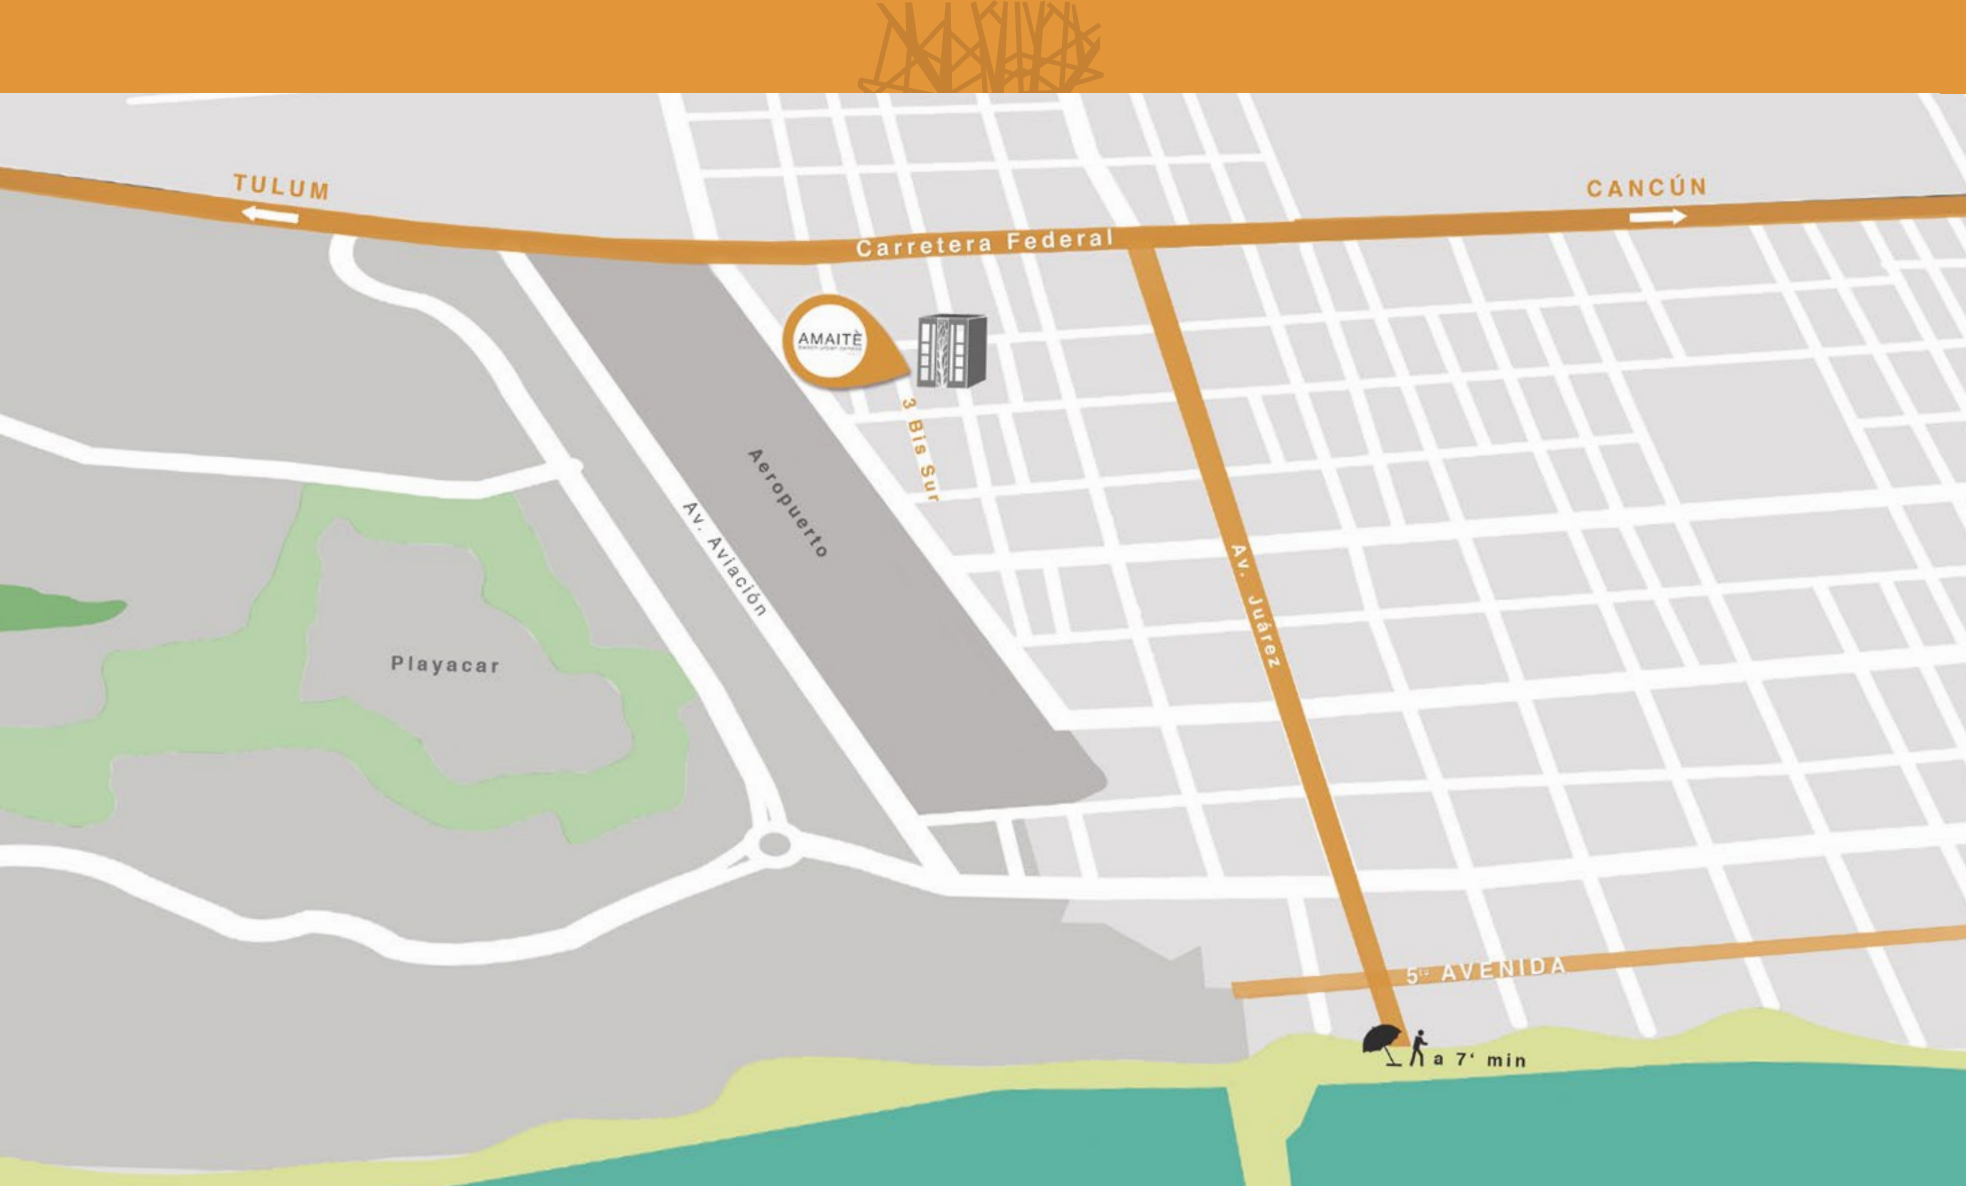 TULUM
CANCÚN
Carretera Federal
AMAITÈ
3 Bis Sur
Aeropuerto
Av. Aviación
Av. Juárez
Playacar
5ta AVENIDA
a 7' min